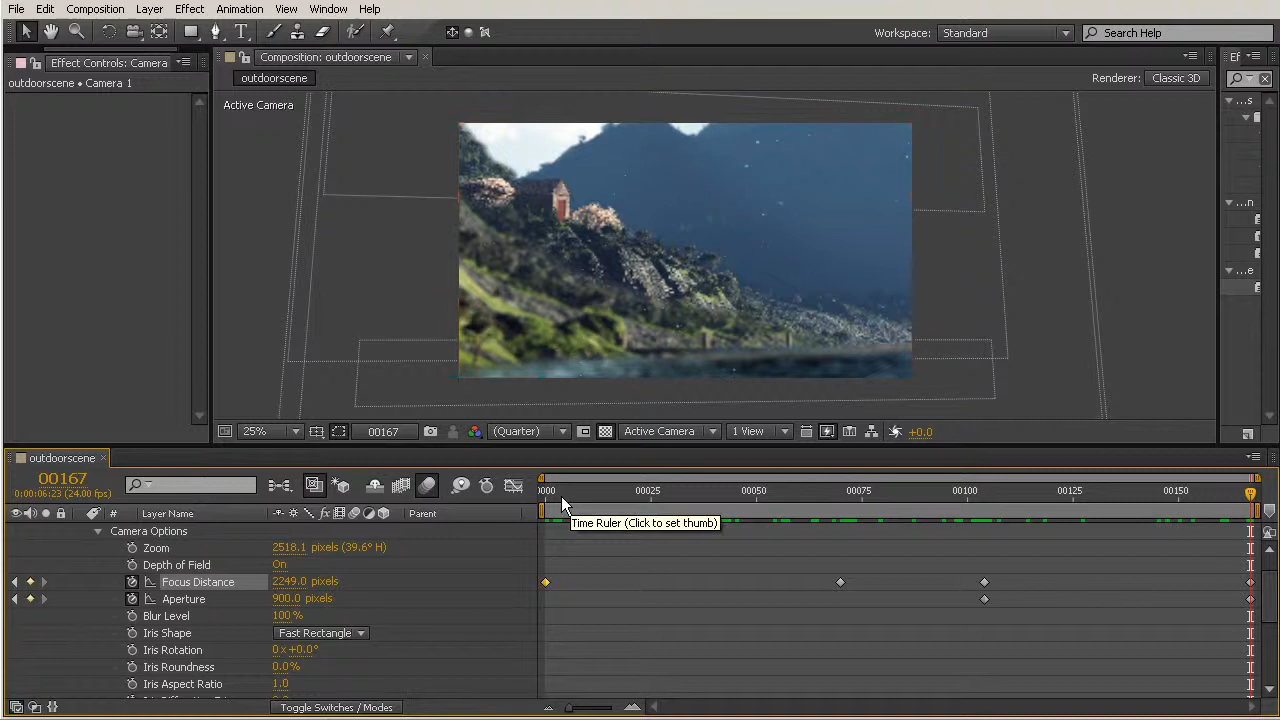 File Edit Composition Layer Effect Animation View Window Help
Workspace: Standard Search Help
Effect Controls: Camera Composition: outdoorscene Ef
outdoorscene • Camera 1 outdoorscene Renderer: Classic 3D
Active Camera
...s
...n
...e
25% 00167 (Quarter) Active Camera 1 View +0.0
outdoorscene
00167
0:00:06:23 (24.00 fps)
0000 00025 00050 00075 00100 00125 00150
# Layer Name Parent
Time Ruler (Click to set thumb)
Camera Options
Zoom 2518.1 pixels (39.6° H)
Depth of Field On
Focus Distance 2249.0 pixels
Aperture 900.0 pixels
Blur Level 100%
Iris Shape Fast Rectangle
Iris Rotation 0x+0.0°
Iris Roundness 0.0%
Iris Aspect Ratio 1.0
Toggle Switches / Modes